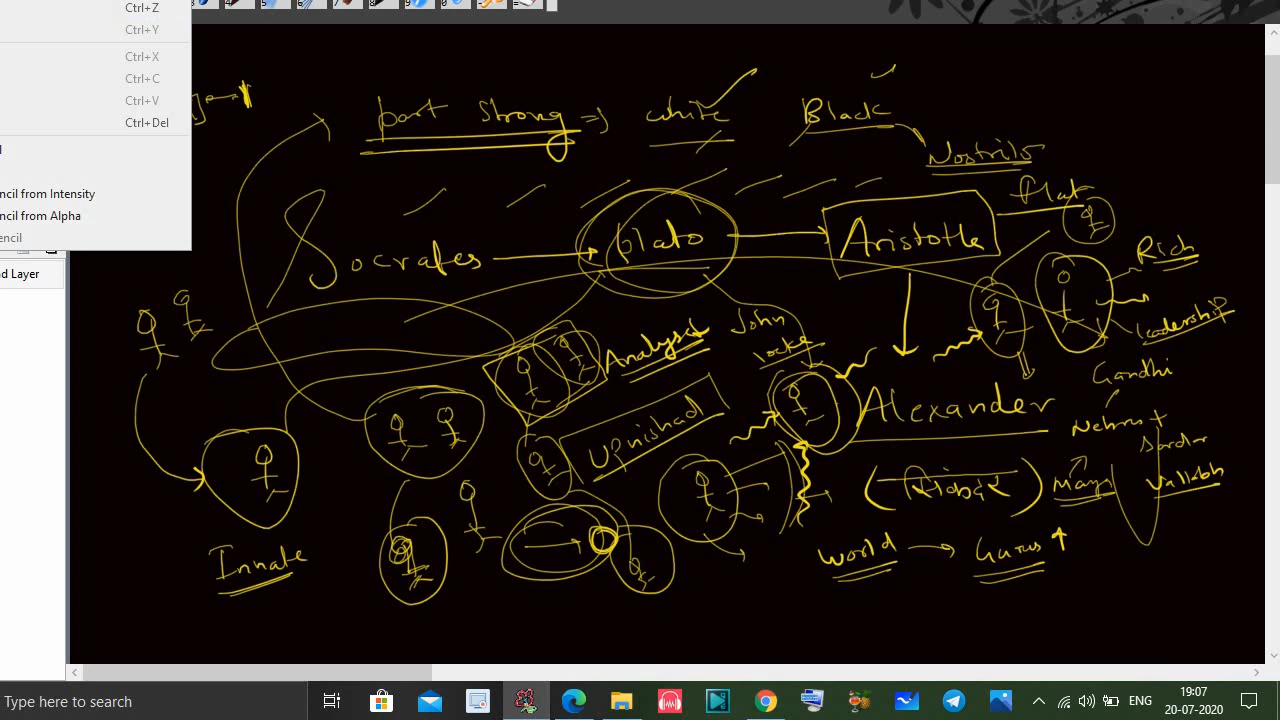 Ctrl+Z
Ctrl+Y
Ctrl+X
Ctrl+C
Ctrl+V
Ctrl+Del
ncil from Intensity
ncil from Alpha
encil
d Layer
part strong ⇒ white Black
Nostrils
flat
Socrates → plato → Aristotle
Rich
leadership
Analysed John
locke
Gandhi
Alexander
Nehru +
Sardar
Vallabh
UPnishad
World → Gurus ↑
Innate
Type here to search
ENG
19:07
20-07-2020